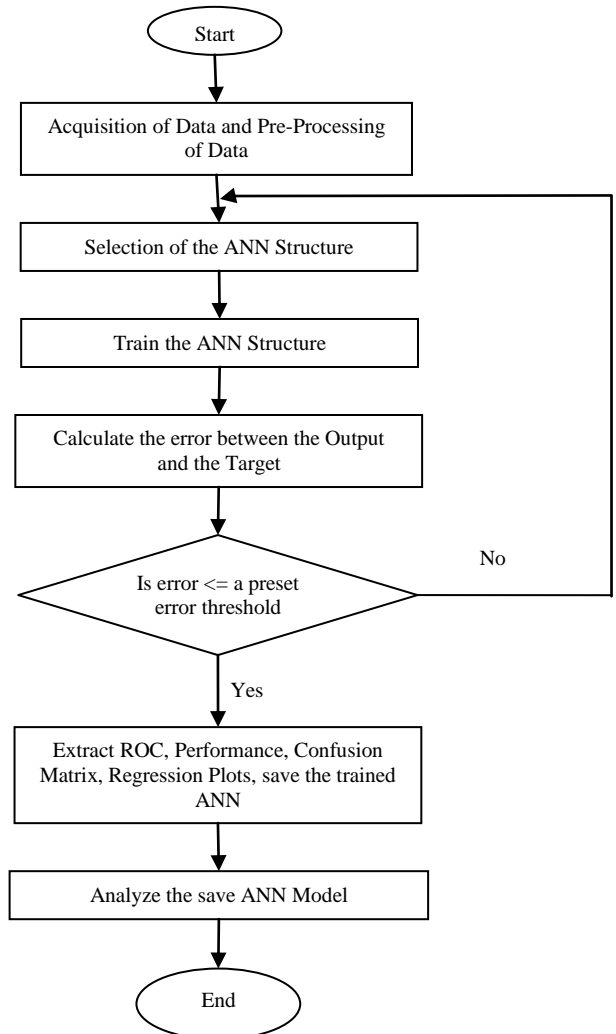 Start
Acquisition of Data and Pre-Processing
of Data
Selection of the ANN Structure
Train the ANN Structure
Calculate the error between the Output
and the Target
Is error <= a preset
error threshold
No
Yes
Extract ROC, Performance, Confusion
Matrix, Regression Plots, save the trained
ANN
Analyze the save ANN Model
End